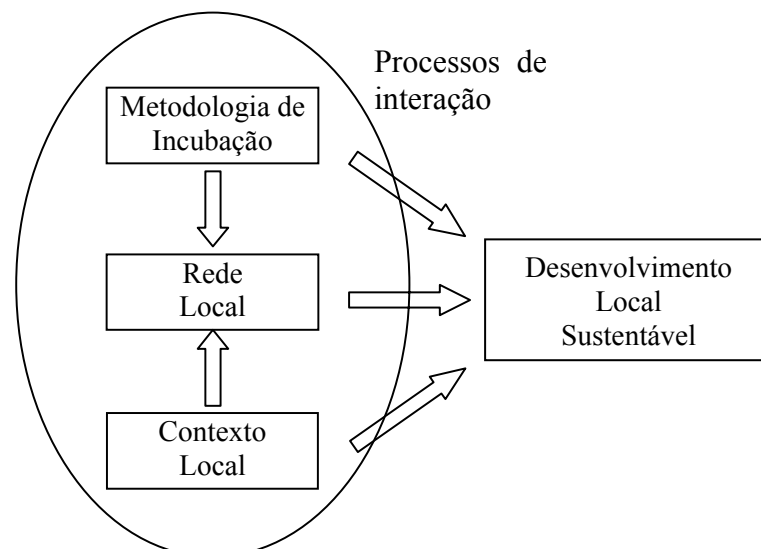 Processos de
interação
Metodologia de
Incubação
Rede
Local
Contexto
Local
Desenvolvimento
Local
Sustentável